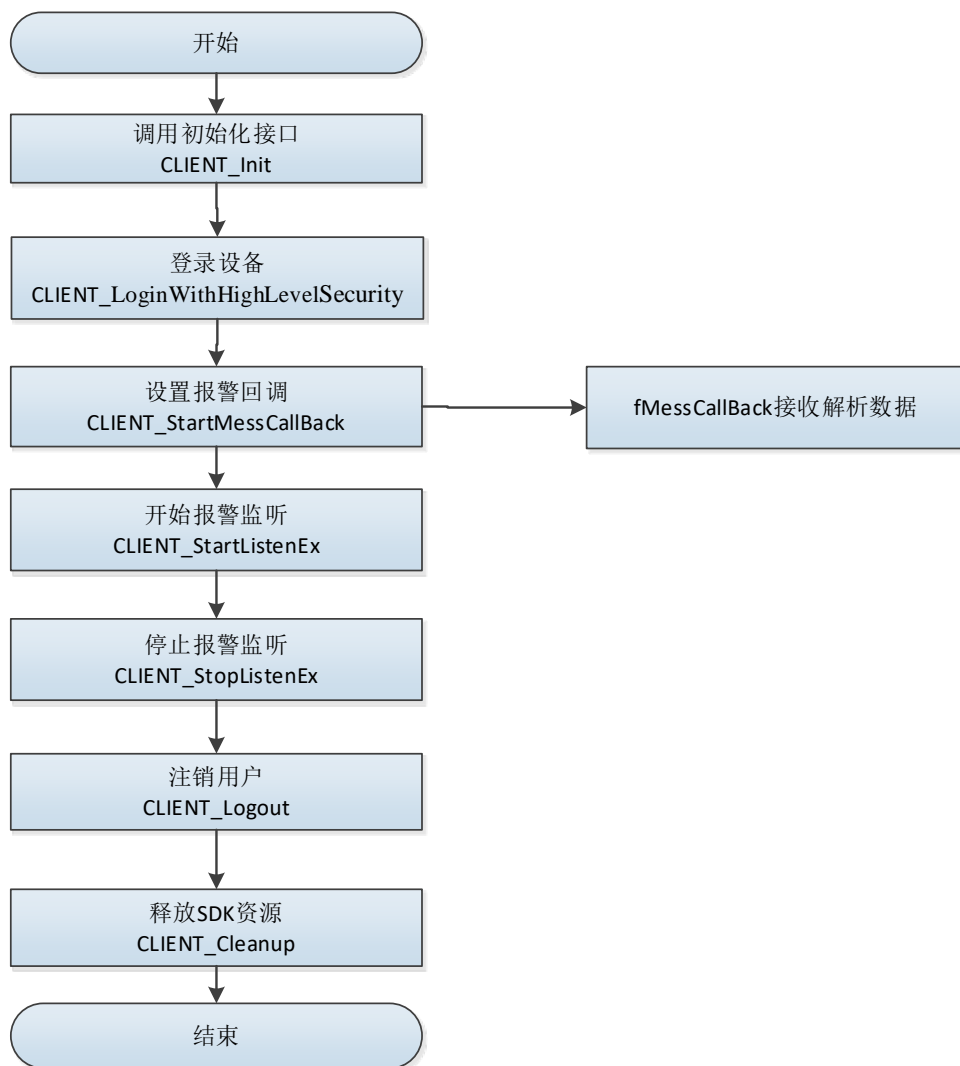 开始
调用初始化接口
CLIENT_Init
登录设备
CLIENT_LoginWithHighLevelSecurity
设置报警回调
CLIENT_StartMessCallBack
fMessCallBack接收解析数据
开始报警监听
CLIENT_StartListenEx
停止报警监听
CLIENT_StopListenEx
注销用户
CLIENT_Logout
释放SDK资源
CLIENT_Cleanup
结束